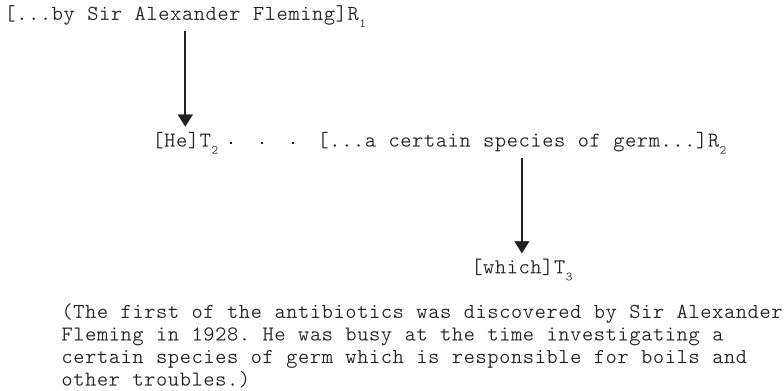 [...by Sir Alexander Fleming]R₁
[He]T₂ . . . [...a certain species of germ...]R₂
[which]T₃
(The first of the antibiotics was discovered by Sir Alexander
Fleming in 1928. He was busy at the time investigating a
certain species of germ which is responsible for boils and
other troubles.)